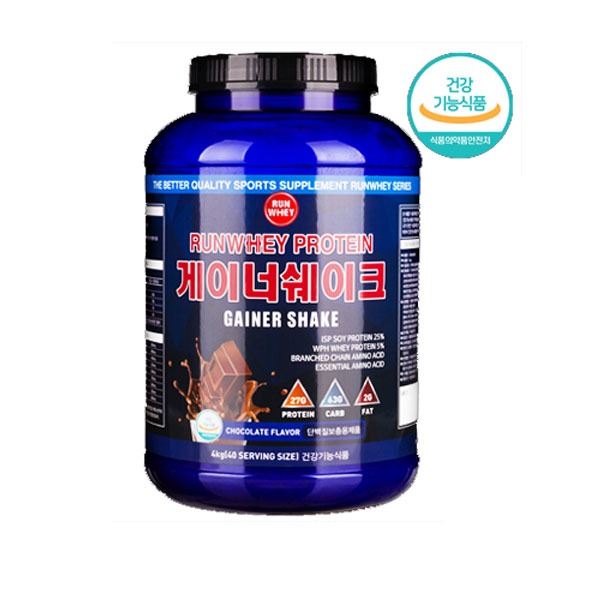 건강
기능식품
식품의약품안전처
THE BETTER QUALITY SPORTS SUPPLEMENT RUNWHEY SERIES
RUN
WHEY
RUNWHEY PROTEIN
게이너쉐이크
GAINER SHAKE
ISP SOY PROTEIN 25%
WPH WHEY PROTEIN 5%
BRANCHED CHAIN AMINO ACID
ESSENTIAL AMINO ACID
27G 63G 2G
PROTEIN CARB FAT
CHOCOLATE FLAVOR 단백질보충용제품
4kg(40 SERVING SIZE) 건강기능식품